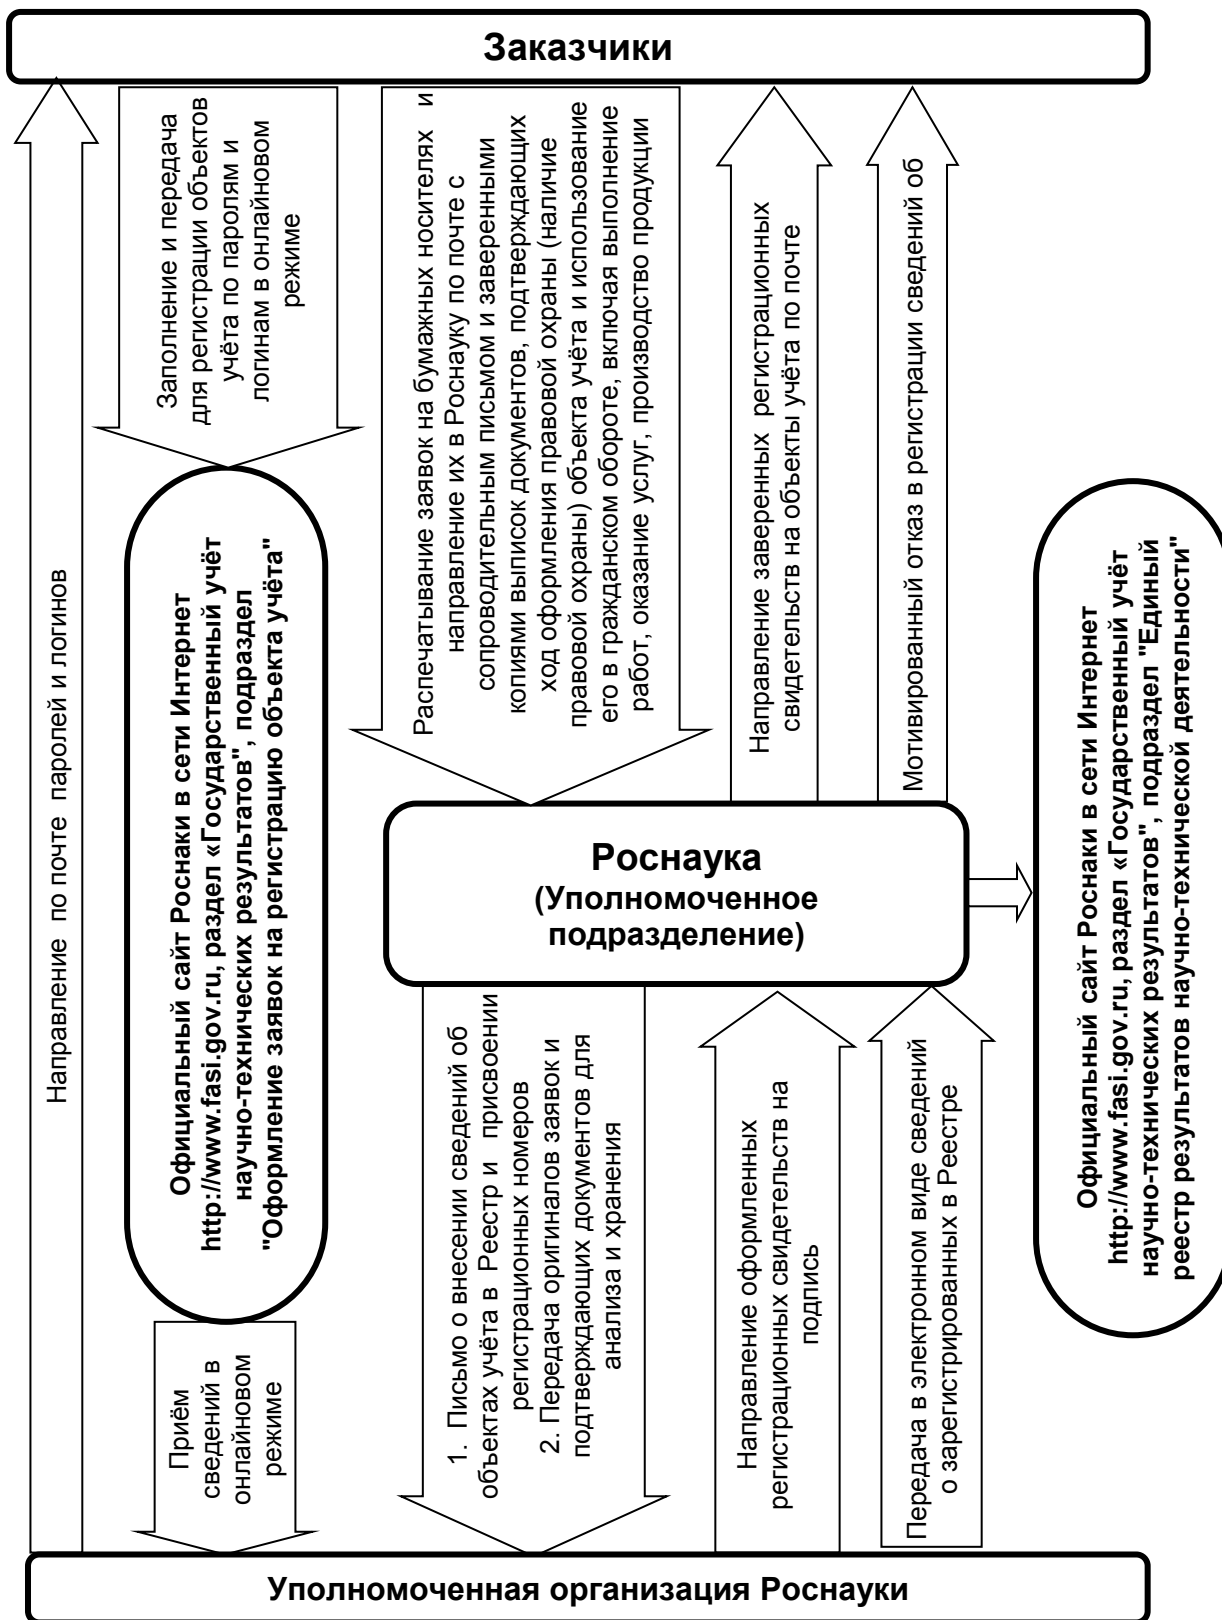 Заказчики
Направление по почте паролей и логинов
Заполнение и передача
для регистрации объектов
учёта по паролям и
логинам в онлайновом
режиме
Распечатывание заявок на бумажных носителях и
направление их в Роснауку по почте с
сопроводительным письмом и заверенными
копиями выписок документов, подтверждающих
ход оформления правовой охраны (наличие
правовой охраны) объекта учёта и использование
его в гражданском обороте, включая выполнение
работ, оказание услуг, производство продукции
Направление заверенных регистрационных
свидетельств на объекты учёта по почте
Мотивированный отказ в регистрации сведений об
Официальный сайт Роснаки в сети Интернет
http://www.fasi.gov.ru, раздел «Государственный учёт
научно-технических результатов", подраздел
"Оформление заявок на регистрацию объекта учёта"
Роснаука
(Уполномоченное
подразделение)
Официальный сайт Роснаки в сети Интернет
http://www.fasi.gov.ru, раздел «Государственный учёт
научно-технических результатов", подраздел "Единый
реестр результатов научно-технической деятельности"
Приём
сведений в
онлайновом
режиме
1. Письмо о внесении сведений об
объектах учёта в Реестр и присвоении
регистрационных номеров
2. Передача оригиналов заявок и
подтверждающих документов для
анализа и хранения
Направление оформленных
регистрационных свидетельств на
подпись
Передача в электронном виде сведений
о зарегистрированных в Реестре
Уполномоченная организация Роснауки